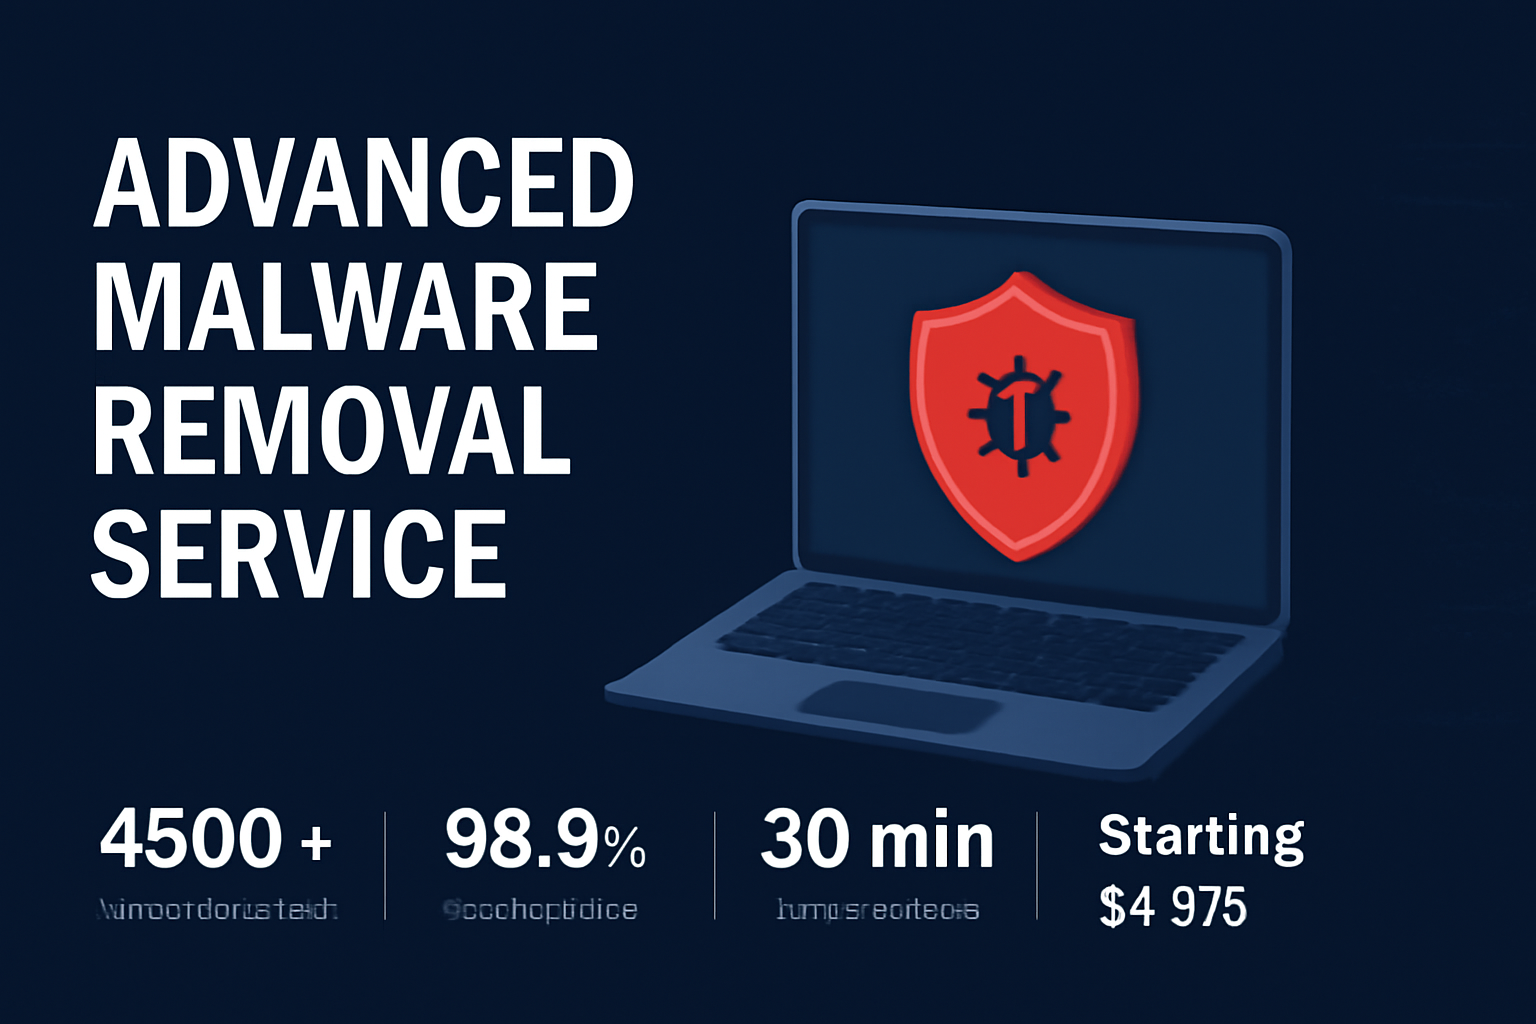 ADVANCED
MALWARE
REMOVAL
SERVICE
4500 +
98.9%
30 min
Starting
$4 975